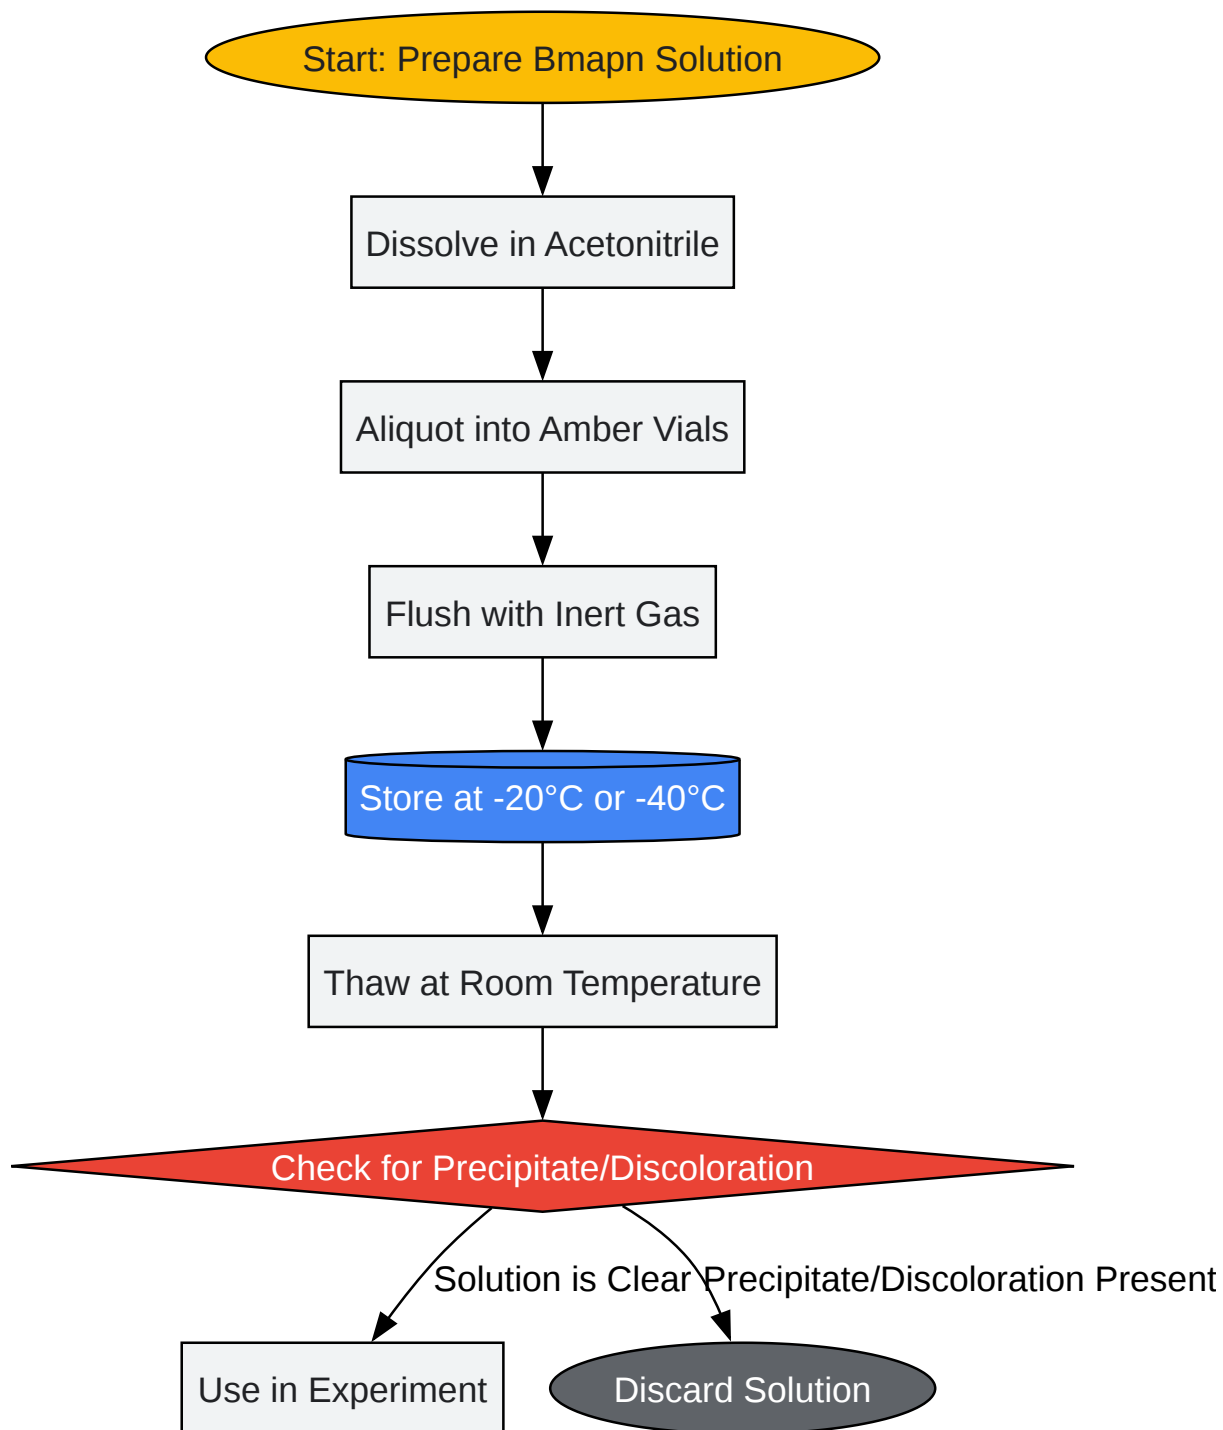 Start: Prepare Bmapn Solution
Dissolve in Acetonitrile
Aliquot into Amber Vials
Flush with Inert Gas
Store at -20°C or -40°C
Thaw at Room Temperature
Check for Precipitate/Discoloration
Solution is Clear
Precipitate/Discoloration Present
Use in Experiment
Discard Solution